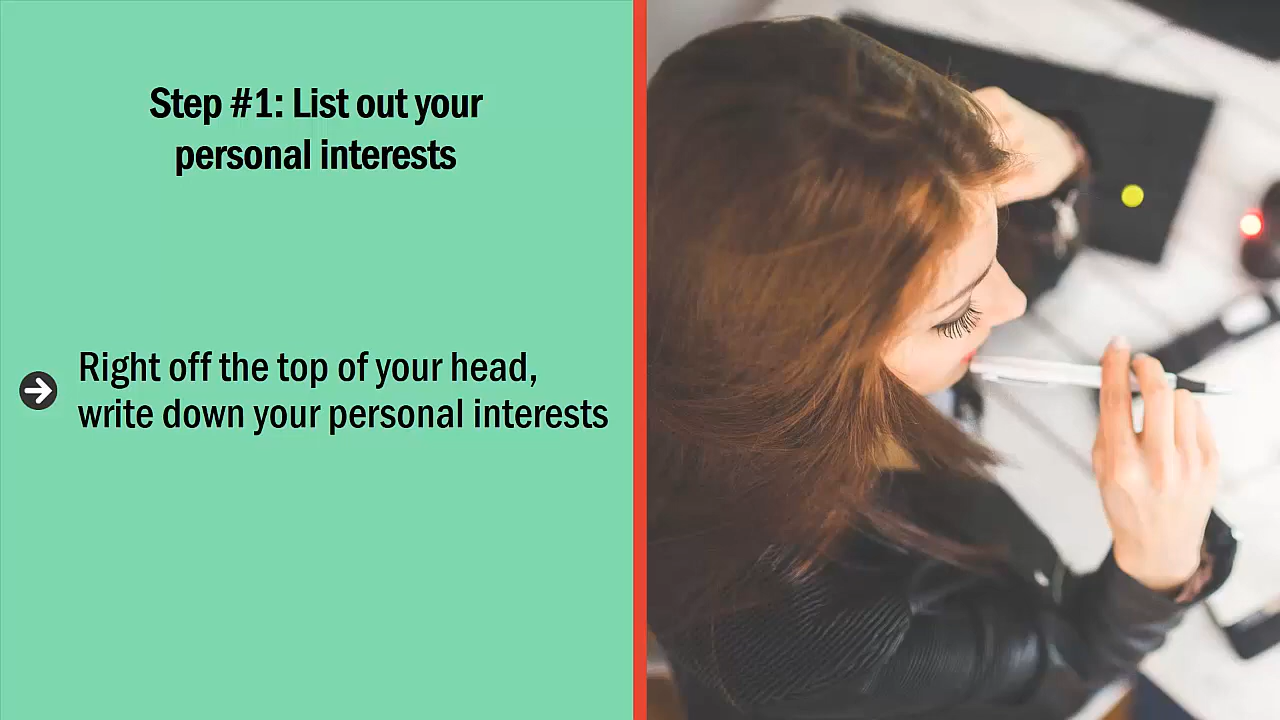 Step #1: List out your
personal interests
Right off the top of your head,
write down your personal interests